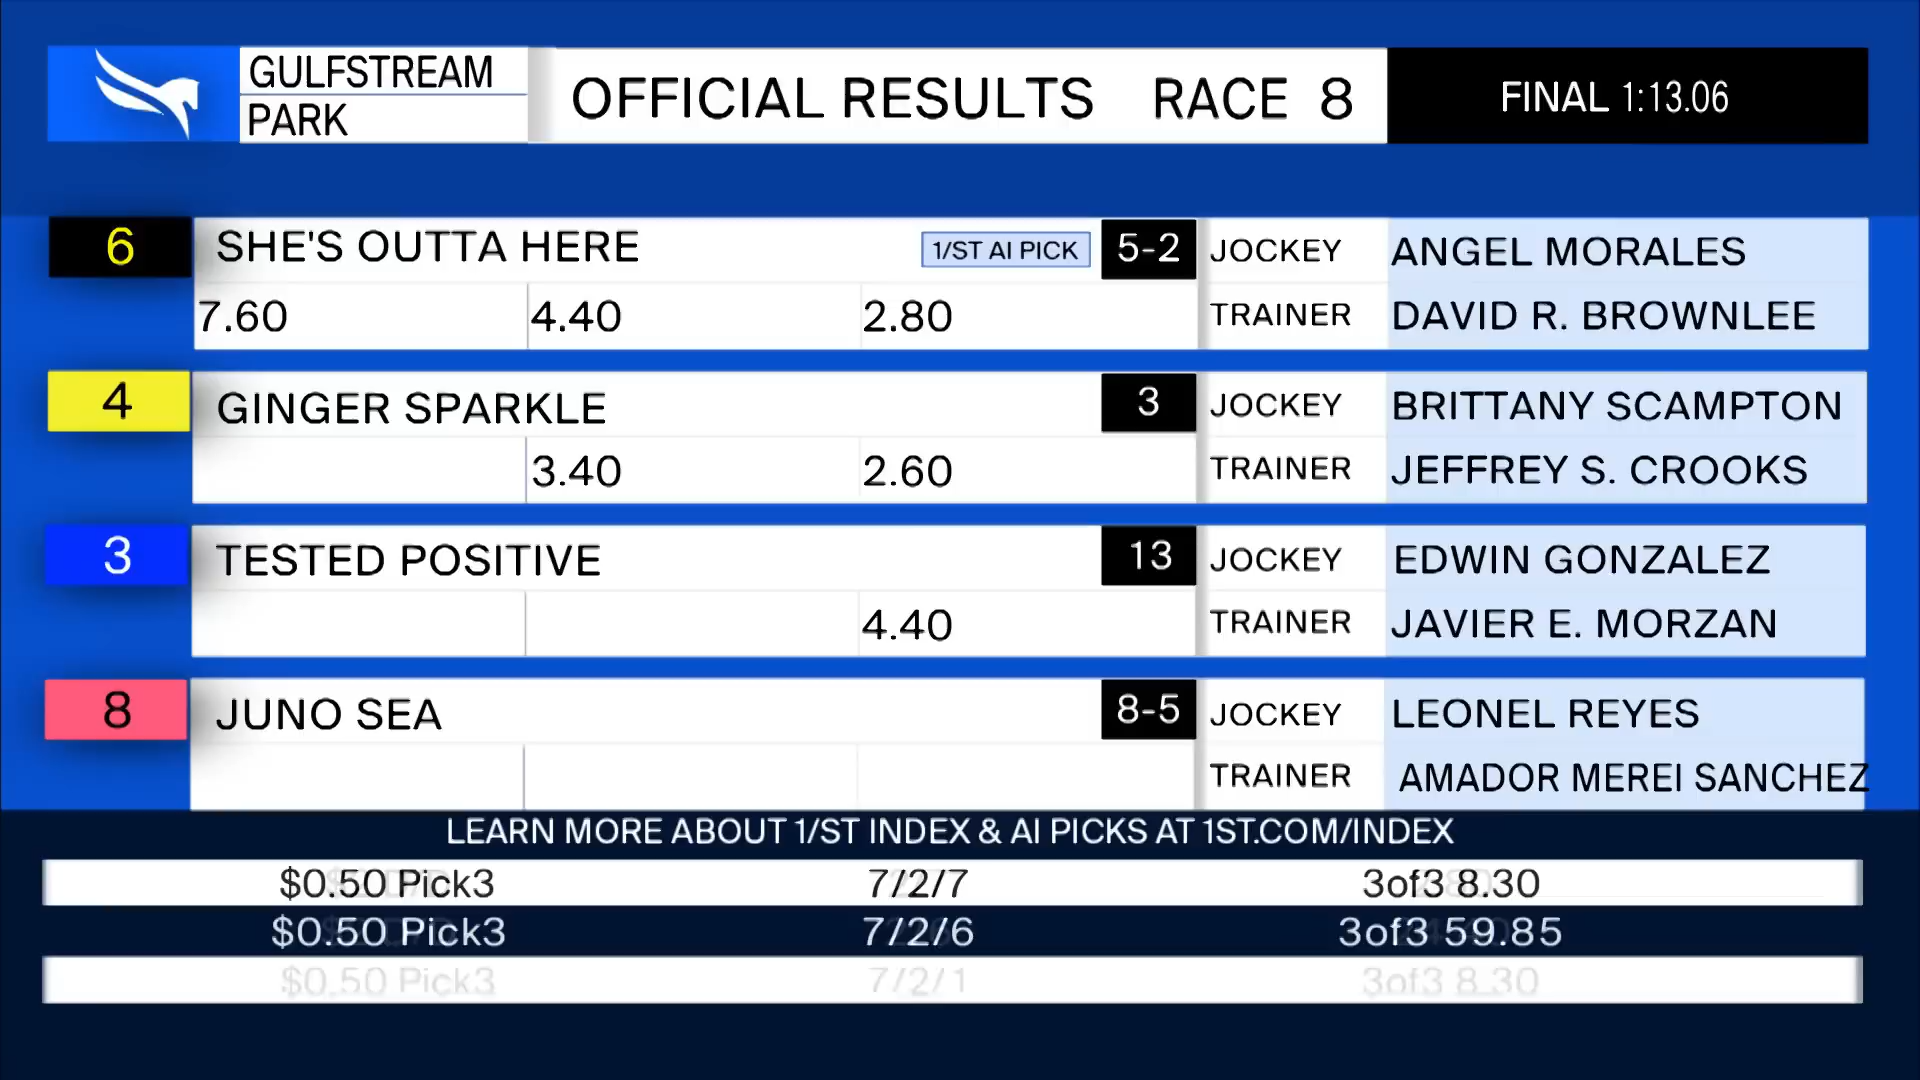 GULFSTREAM
PARK
OFFICIAL RESULTS RACE 8
FINAL 1:13.06
6 SHE'S OUTTA HERE 1/ST AI PICK 5-2 JOCKEY ANGEL MORALES
7.60 4.40 2.80 TRAINER DAVID R. BROWNLEE
4 GINGER SPARKLE 3 JOCKEY BRITTANY SCAMPTON
3.40 2.60 TRAINER JEFFREY S. CROOKS
3 TESTED POSITIVE 13 JOCKEY EDWIN GONZALEZ
4.40 TRAINER JAVIER E. MORZAN
8 JUNO SEA 8-5 JOCKEY LEONEL REYES
TRAINER AMADOR MEREI SANCHEZ
LEARN MORE ABOUT 1/ST INDEX & AI PICKS AT 1ST.COM/INDEX
$0.50 Pick3 7/2/7 3of3 8.30
$0.50 Pick3 7/2/6 3of3 59.85
$0.50 Pick3 7/2/1 3of3 8.30